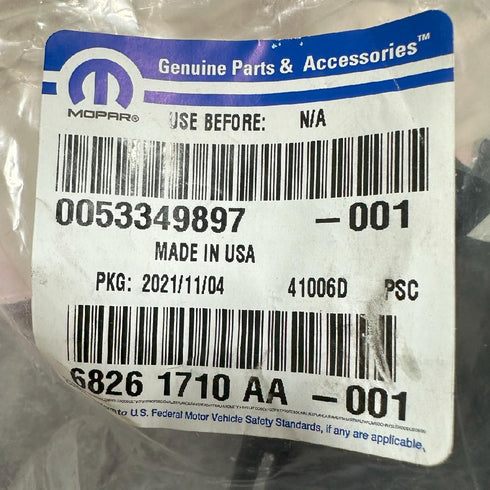 Genuine Parts & Accessories™
MOPAR®
USE BEFORE: N/A
0053349897 -001
MADE IN USA
PKG: 2021/11/04 41006D PSC
6826 1710 AA -001
to U.S. Federal Motor Vehicle Safety Standards, if any are applicable.